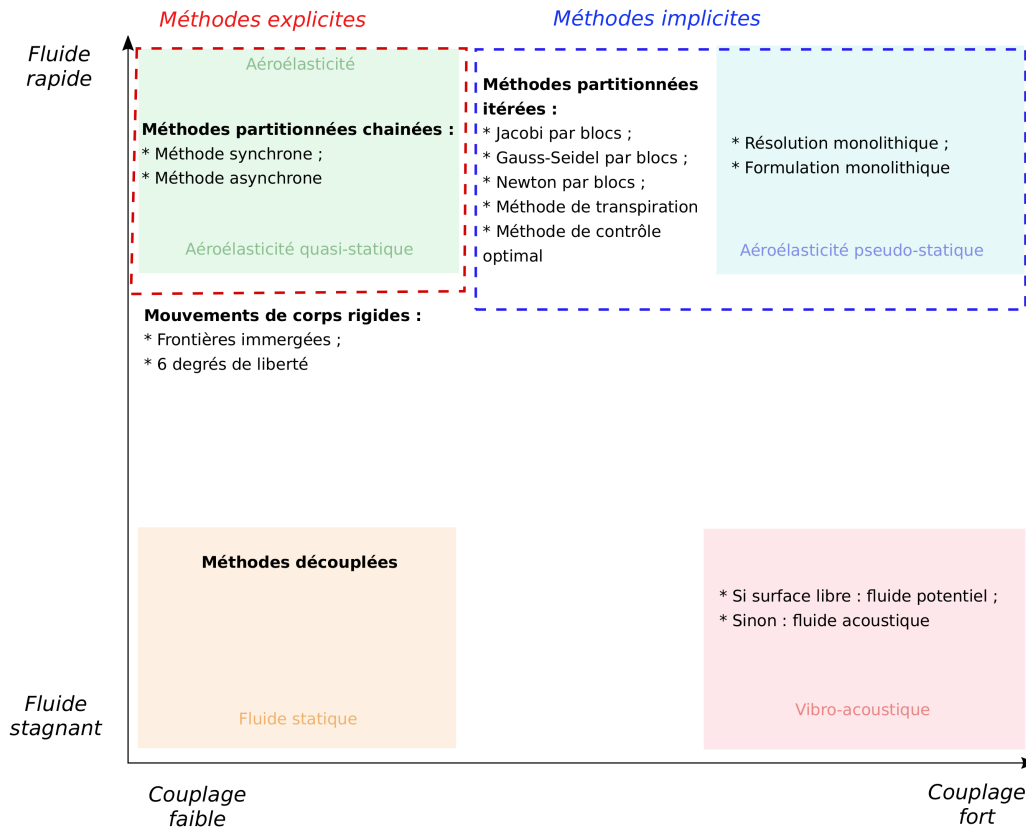 Méthodes explicites
Méthodes implicites
Fluide
rapide
Aéroélasticité
Méthodes partitionnées chainées :
* Méthode synchrone ;
* Méthode asynchrone
Aéroélasticité quasi-statique
Méthodes partitionnées
itérées :
* Jacobi par blocs ;
* Gauss-Seidel par blocs ;
* Newton par blocs ;
* Méthode de transpiration
* Méthode de contrôle
optimal
* Résolution monolithique ;
* Formulation monolithique
Aéroélasticité pseudo-statique
Mouvements de corps rigides :
* Frontières immergées ;
* 6 degrés de liberté
Méthodes découplées
Fluide statique
* Si surface libre : fluide potentiel ;
* Sinon : fluide acoustique
Vibro-acoustique
Fluide
stagnant
Couplage
faible
Couplage
fort